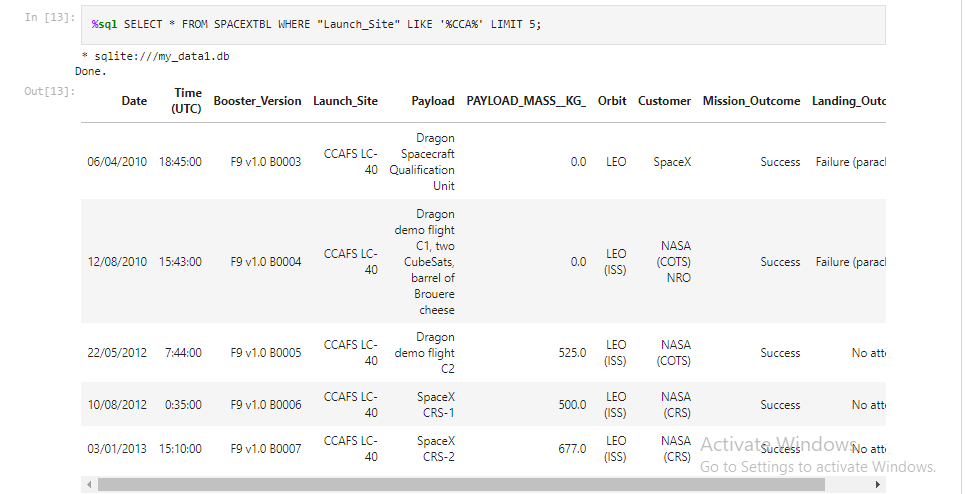 In [13]: %sql SELECT * FROM SPACEXTBL WHERE "Launch_Site" LIKE '%CCA%' LIMIT 5;
* sqlite:///my_data1.db
Done.
Out[13]:
Date Time (UTC) Booster_Version Launch_Site Payload PAYLOAD_MASS__KG_ Orbit Customer Mission_Outcome Landing_Outc
06/04/2010 18:45:00 F9 v1.0 B0003 CCAFS LC-40 Dragon Spacecraft Qualification Unit 0.0 LEO SpaceX Success Failure (paracl
12/08/2010 15:43:00 F9 v1.0 B0004 CCAFS LC-40 Dragon demo flight C1, two CubeSats, barrel of Brouere cheese 0.0 LEO (ISS) NASA (COTS) NRO Success Failure (paracl
22/05/2012 7:44:00 F9 v1.0 B0005 CCAFS LC-40 Dragon demo flight C2 525.0 LEO (ISS) NASA (COTS) Success No atte
10/08/2012 0:35:00 F9 v1.0 B0006 CCAFS LC-40 SpaceX CRS-1 500.0 LEO (ISS) NASA (CRS) Success No atte
03/01/2013 15:10:00 F9 v1.0 B0007 CCAFS LC-40 SpaceX CRS-2 677.0 LEO (ISS) NASA (CRS) Success No atte
Activate Windows
Go to Settings to activate Windows.